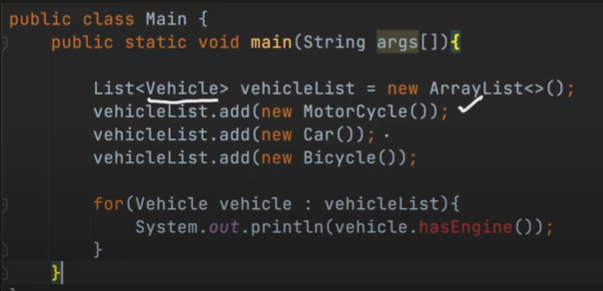 public class Main {
public static void main(String args[]){
List<Vehicle> vehicleList = new ArrayList<>();
vehicleList.add(new MotorCycle());
vehicleList.add(new Car());
vehicleList.add(new Bicycle());
for(Vehicle vehicle : vehicleList){
System.out.println(vehicle.hasEngine());
}
}